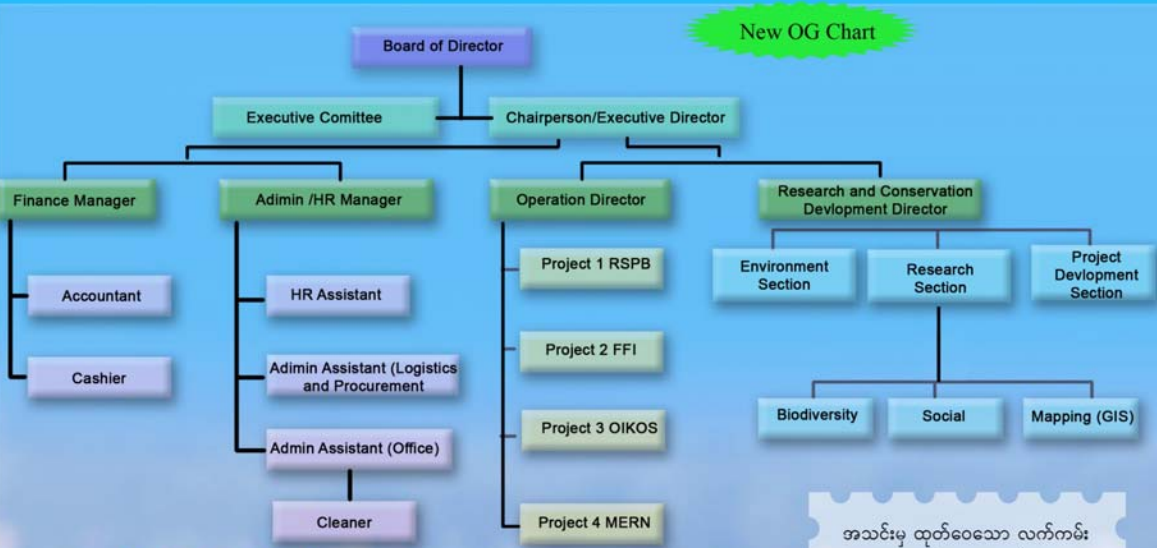 New OG Chart
Board of Director
Executive Comittee
Chairperson/Executive Director
Finance Manager
Adimin /HR Manager
Operation Director
Research and Conservation
Devlopment Director
Accountant
Cashier
HR Assistant
Adimin Assistant (Logistics
and Procurement
Admin Assistant (Office)
Cleaner
Project 1 RSPB
Project 2 FFI
Project 3 OIKOS
Project 4 MERN
Environment
Section
Research
Section
Project
Devlopment
Section
Biodiversity
Social
Mapping (GIS)
အသင်းမှ ထုတ်ဝေသော လက်ကမ်း